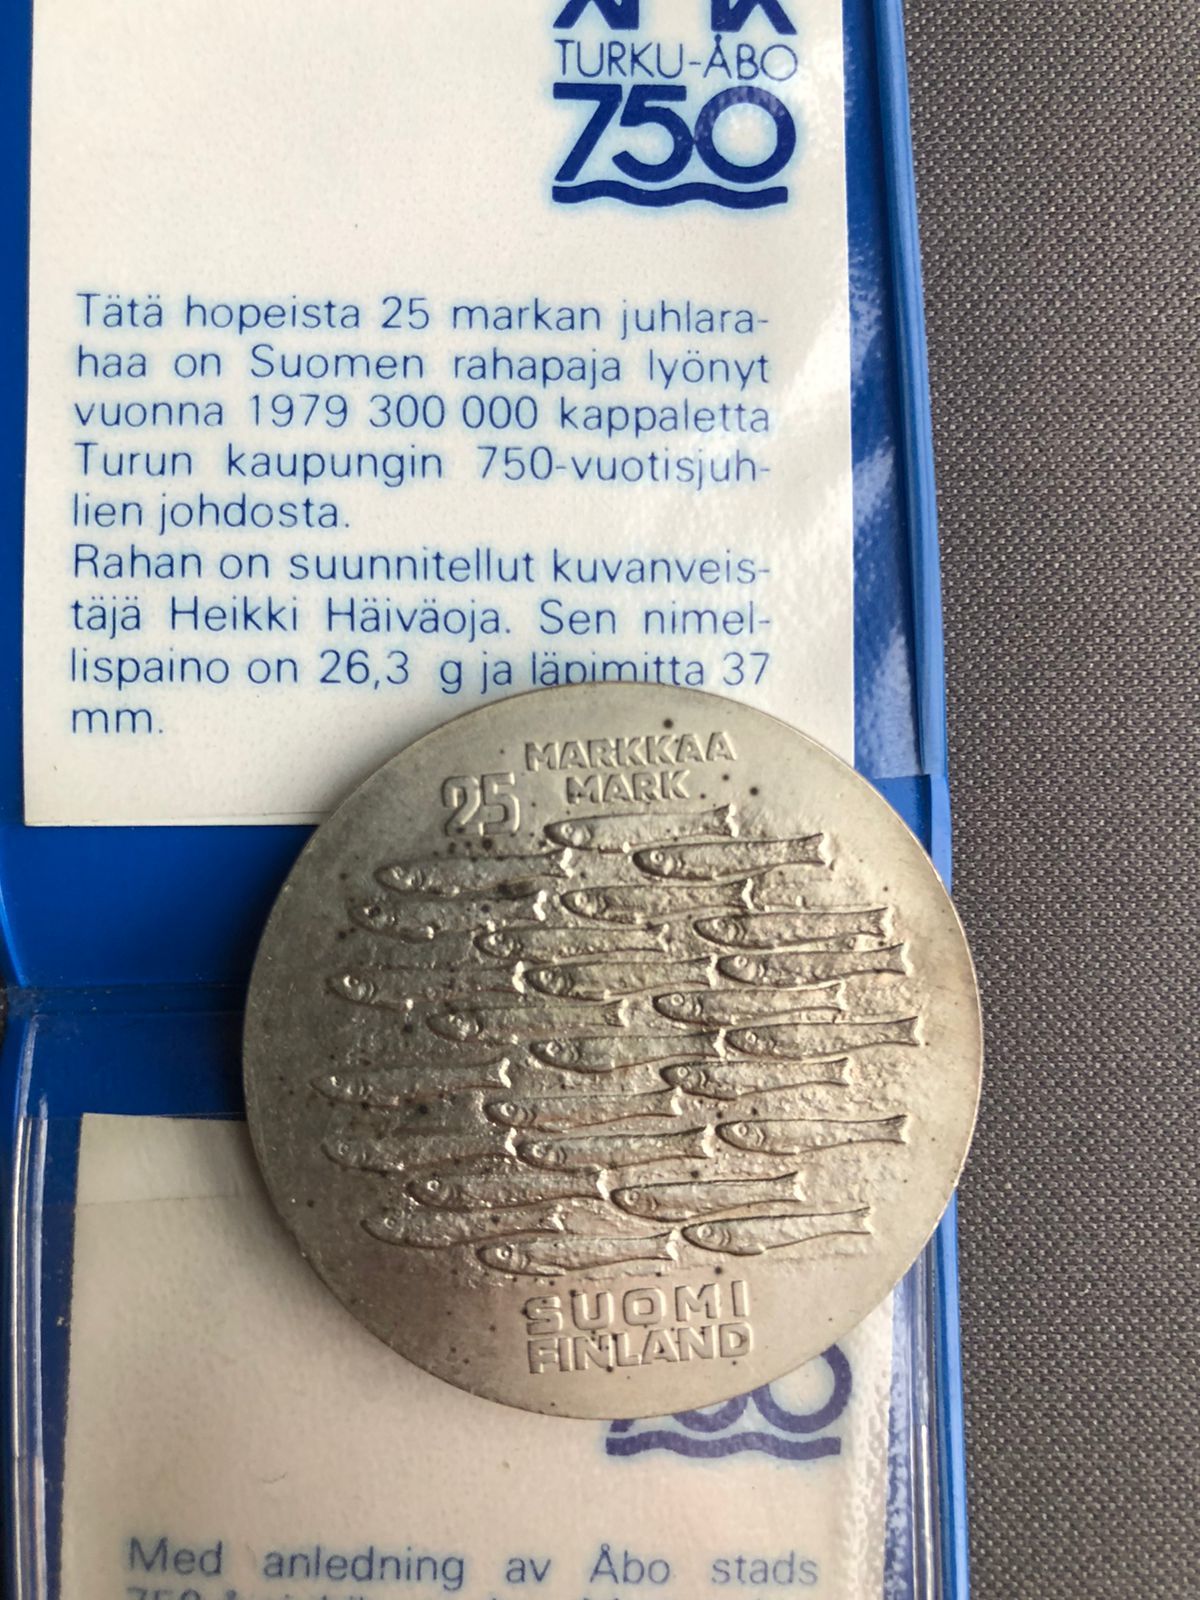 TURKU-ÅBO
750
Tätä hopeista 25 markan juhlara-
haa on Suomen rahapaja lyönyt
vuonna 1979 300 000 kappaletta
Turun kaupungin 750-vuotisjuh-
lien johdosta.
Rahan on suunnitellut kuvanveis-
täjä Heikki Häiväoja. Sen nimel-
lispaino on 26,3 g ja läpimitta 37
mm.
MARKKAA
25 MARK
SUOMI
FINLAND
Med anledning av Åbo stads